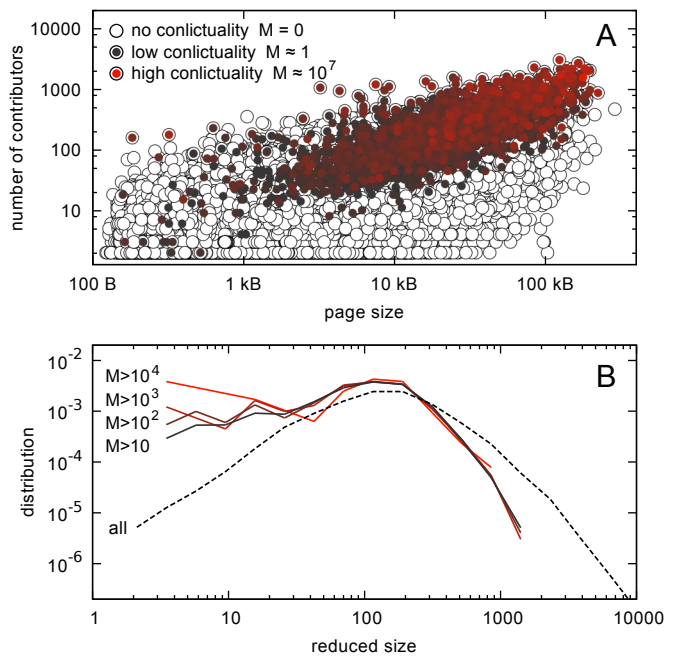 A
no conlictuality M = 0
low conlictuality M ≈ 1
high conlictuality M ≈ 10^7
number of contributors
1000
100
10
100 B 1 kB 10 kB 100 kB
page size
B
10^-2
10^-3
10^-4
10^-5
10^-6
M>10^4
M>10^3
M>10^2
M>10
all
distribution
1 10 100 1000 10000
reduced size